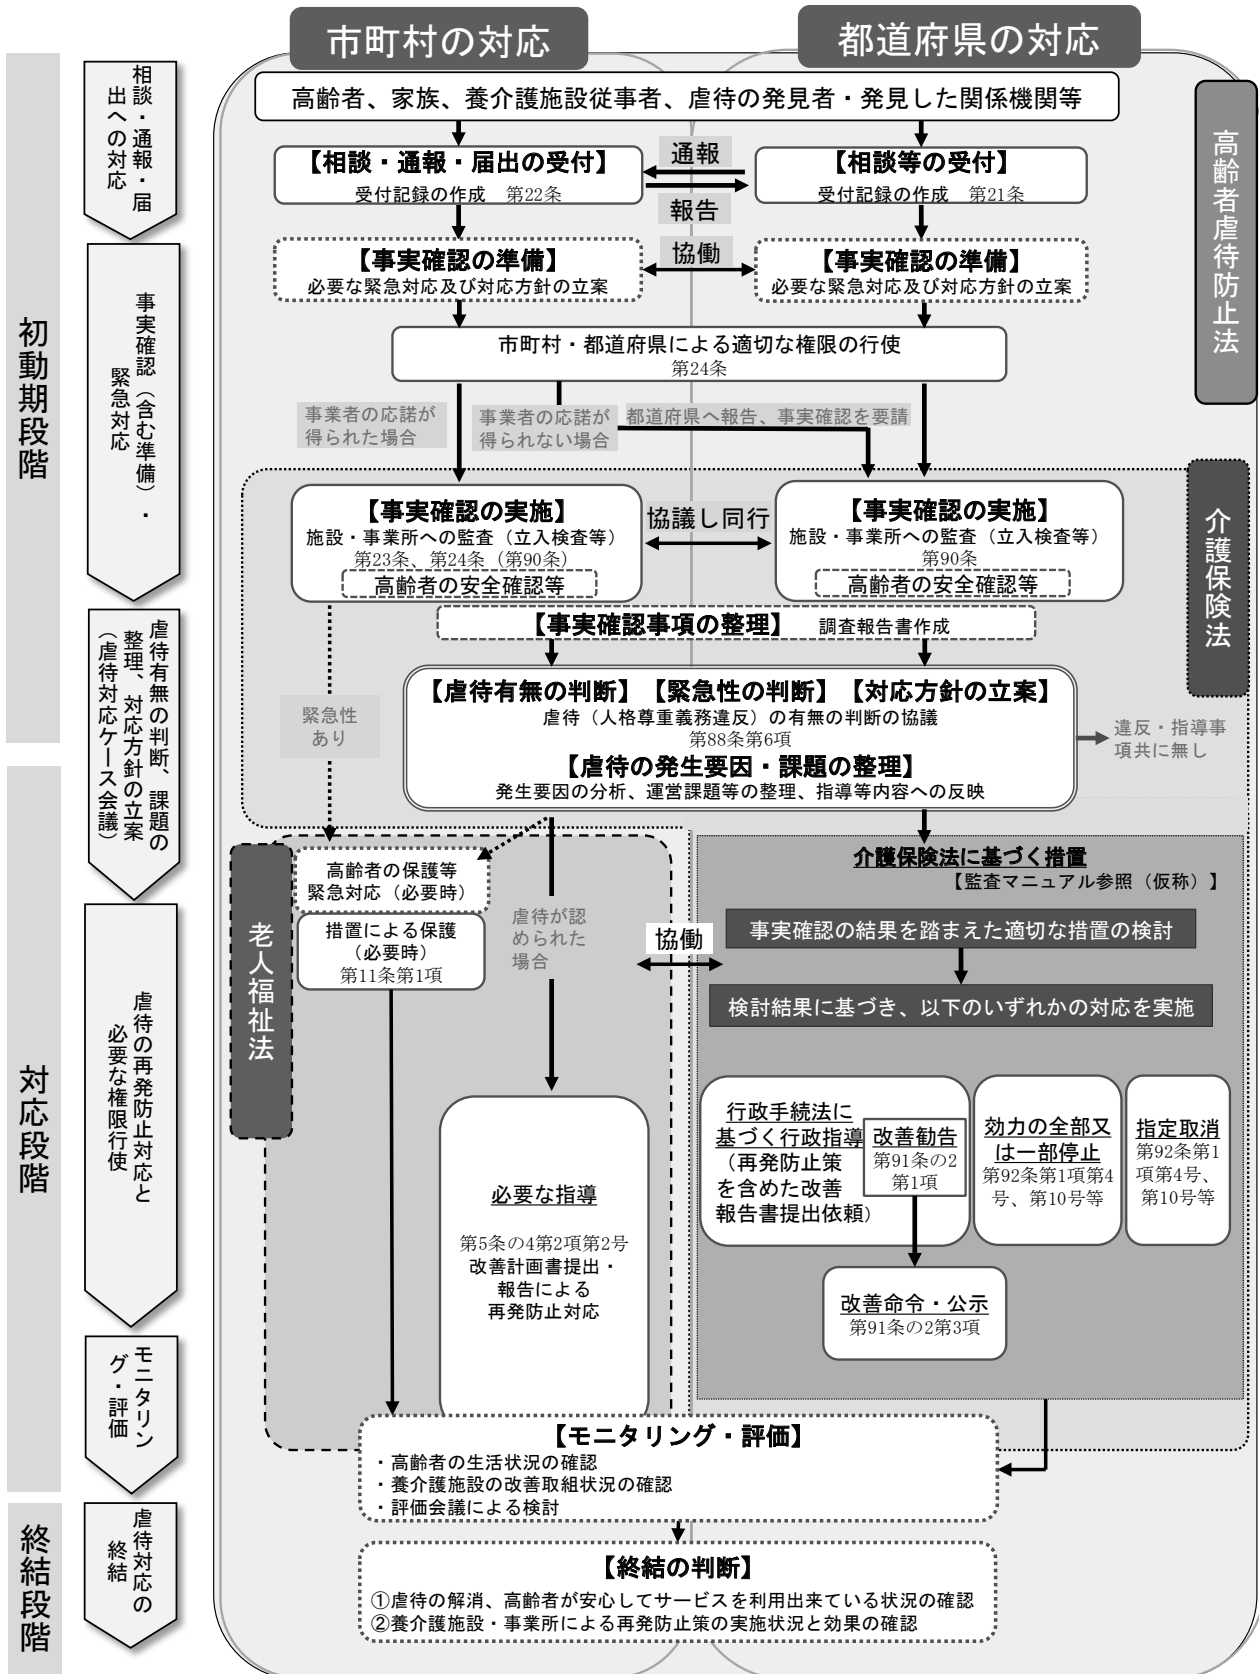 市町村の対応
都道府県の対応
高齢者、家族、養介護施設従事者、虐待の発見者・発見した関係機関等
相談・通報・届
出への対応
高齢者虐待防止法
【相談・通報・届出の受付】
受付記録の作成　第22条
通報
報告
【相談等の受付】
受付記録の作成　第21条
初動期段階
事実確認（含む準備）・
緊急対応
【事実確認の準備】
必要な緊急対応及び対応方針の立案
協働
【事実確認の準備】
必要な緊急対応及び対応方針の立案
市町村・都道府県による適切な権限の行使
第24条
事業者の応諾が
得られた場合
事業者の応諾が
得られない場合
都道府県へ報告、事実確認を要請
介護保険法
【事実確認の実施】
施設・事業所への監査（立入検査等）
第23条、第24条（第90条）
高齢者の安全確認等
協議し同行
【事実確認の実施】
施設・事業所への監査（立入検査等）
第90条
高齢者の安全確認等
【事実確認事項の整理】　調査報告書作成
虐待有無の判断、課題の
整理、対応方針の立案
（虐待対応ケース会議）
緊急性
あり
【虐待有無の判断】【緊急性の判断】【対応方針の立案】
虐待（人格尊重義務違反）の有無の判断の協議
第88条第6項
【虐待の発生要因・課題の整理】
発生要因の分析、運営課題等の整理、指導等内容への反映
違反・指導事
項共に無し
対応段階
虐待の再発防止対応と
必要な権限行使
老人福祉法
高齢者の保護等
緊急対応（必要時）
措置による保護
（必要時）
第11条第1項
虐待が認
められた
場合
協働
介護保険法に基づく措置
【監査マニュアル参照（仮称）】
事実確認の結果を踏まえた適切な措置の検討
検討結果に基づき、以下のいずれかの対応を実施
必要な指導
第5条の4第2項第2号
改善計画書提出・
報告による
再発防止対応
行政手続法に
基づく行政指導
（再発防止策
を含めた改善
報告書提出依頼）
改善勧告
第91条の2
第1項
効力の全部又
は一部停止
第92条第1項第4
号、第10号等
指定取消
第92条第1
項第4号、
第10号等
改善命令・公示
第91条の2第3項
モニタリン
グ・評価
【モニタリング・評価】
・高齢者の生活状況の確認
・養介護施設の改善取組状況の確認
・評価会議による検討
終結段階
虐待対応の
終結
【終結の判断】
①虐待の解消、高齢者が安心してサービスを利用出来ている状況の確認
②養介護施設・事業所による再発防止策の実施状況と効果の確認